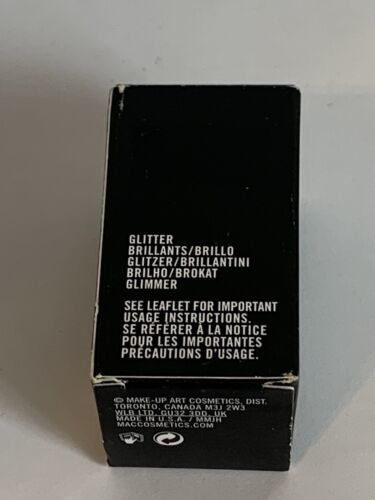 GLITTER
BRILLANTS/BRILLO
GLITZER/BRILLANTINI
BRILHO/BROKAT
GLIMMER
SEE LEAFLET FOR IMPORTANT
USAGE INSTRUCTIONS.
SE RÉFÉRER À LA NOTICE
POUR LES IMPORTANTES
PRÉCAUTIONS D'USAGE.
© MAKE-UP ART COSMETICS, DIST.
TORONTO, CANADA M3J 2W3
WLB LTD, GU32 3DD, UK
MADE IN U.S.A. / MMJH
MACCOSMETICS.COM